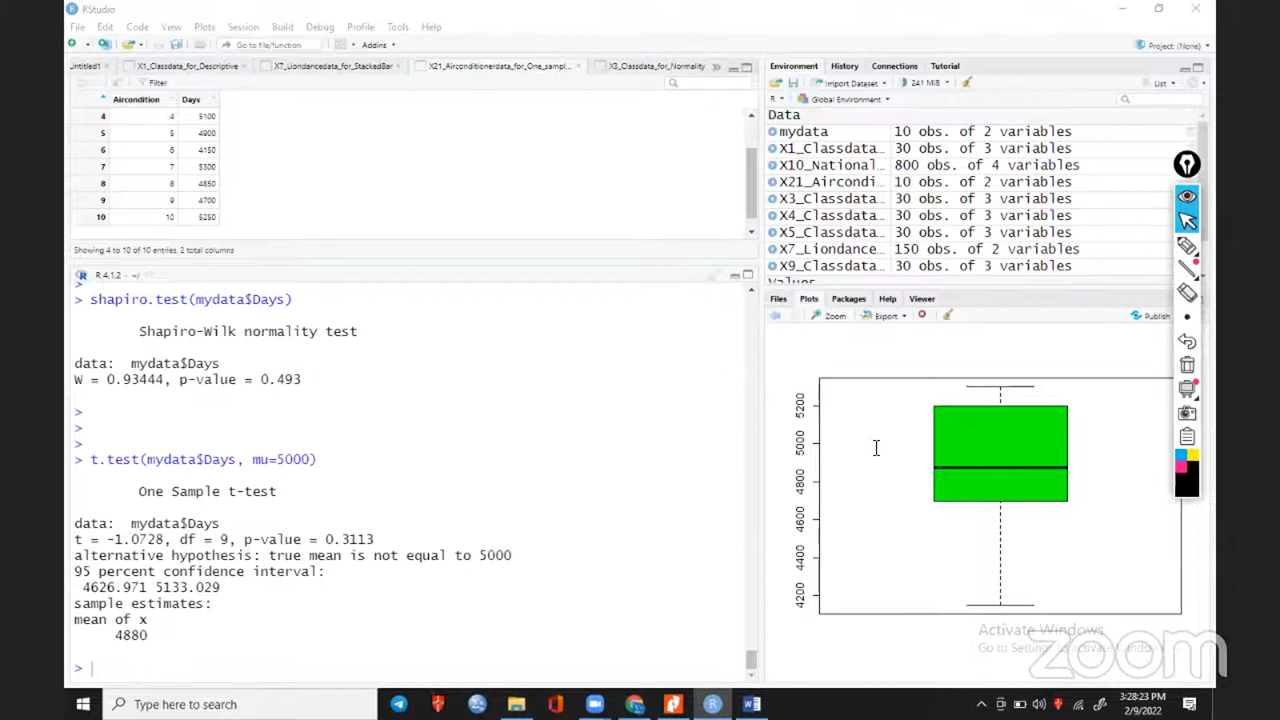 RStudio
File Edit Code View Plots Session Build Debug Profile Tools Help
Go to file/function Addins
Project: (None)
Untitled1 X1_Classdata_for_Descriptive X7_Liondancedata_for_StackedBar X21_Airconditionerdata_for_One_sampl... X3_Classdata_for_Normality
Filter
Aircondition Days
4 4 5100
5 5 4900
6 6 4150
7 7 5300
8 8 4850
9 9 4700
10 10 5250
Showing 4 to 10 of 10 entries, 2 total columns
R 4.1.2 · ~/
>
> shapiro.test(mydata$Days)
Shapiro-Wilk normality test
data: mydata$Days
W = 0.93444, p-value = 0.493
>
>
>
> t.test(mydata$Days, mu=5000)
One Sample t-test
data: mydata$Days
t = -1.0728, df = 9, p-value = 0.3113
alternative hypothesis: true mean is not equal to 5000
95 percent confidence interval:
4626.971 5133.029
sample estimates:
mean of x
4880
>
Environment History Connections Tutorial
Import Dataset 241 MiB List
R Global Environment
Data
mydata 10 obs. of 2 variables
X1_Classdata… 30 obs. of 3 variables
X10_National… 800 obs. of 4 variables
X21_Aircondi… 10 obs. of 2 variables
X3_Classdata… 30 obs. of 3 variables
X4_Classdata… 30 obs. of 3 variables
X5_Classdata… 30 obs. of 3 variables
X7_Liondance… 150 obs. of 2 variables
X9_Classdata… 30 obs. of 3 variables
Values
Files Plots Packages Help Viewer
Zoom Export Publish
5200
5000
4800
4600
4400
4200
Activate Windows
Go to Settings to activate Windows.
zoom
Type here to search
3:28:23 PM
2/9/2022